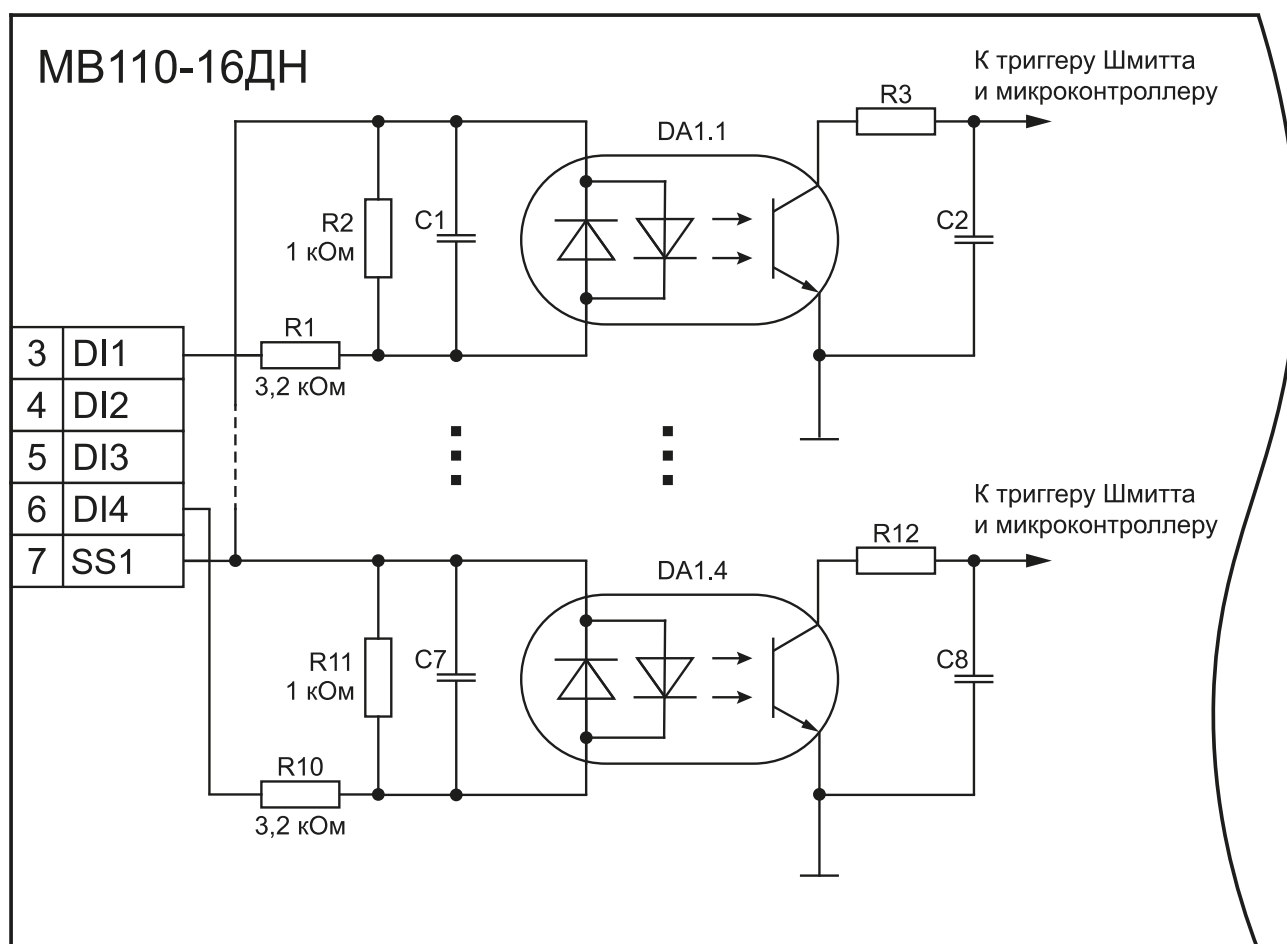 МВ110-16ДН
К триггеру Шмитта
и микроконтроллеру
R3
DA1.1
R2
1 кОм
C1
C2
R1
3,2 кОм
3 DI1
4 DI2
5 DI3
6 DI4
7 SS1
К триггеру Шмитта
и микроконтроллеру
R12
DA1.4
R11
1 кОм
C7
C8
R10
3,2 кОм